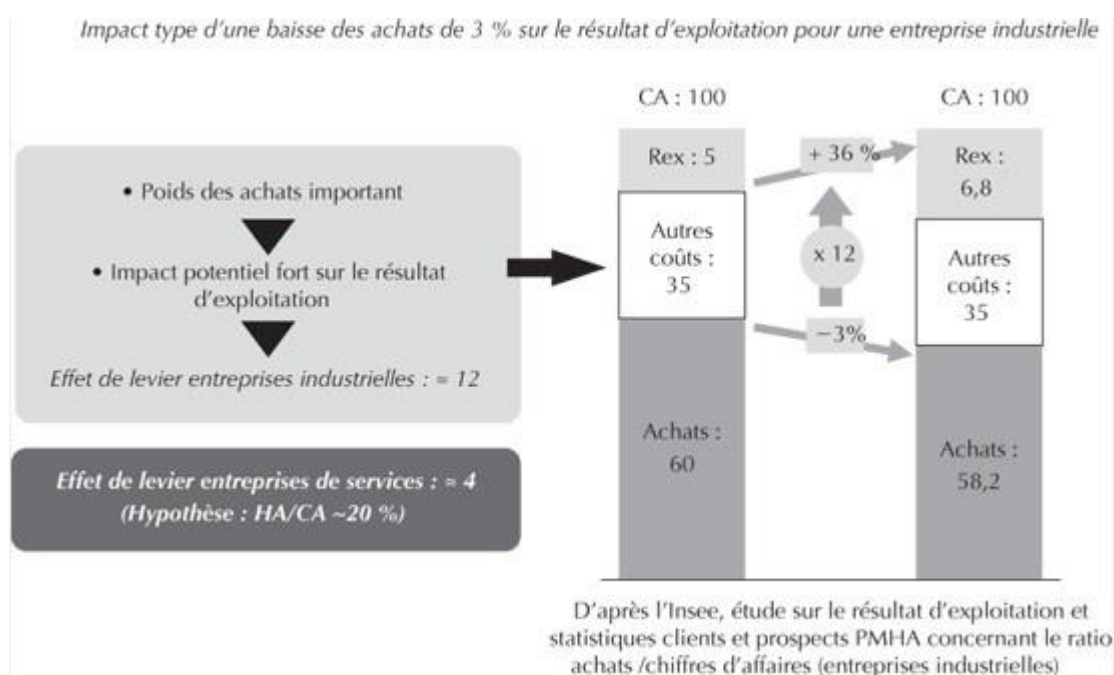 Impact type d'une baisse des achats de 3 % sur le résultat d'exploitation pour une entreprise industrielle
• Poids des achats important
• Impact potentiel fort sur le résultat
d'exploitation
Effet de levier entreprises industrielles : ≈ 12
Effet de levier entreprises de services : ≈ 4
(Hypothèse : HA/CA ~20 %)
CA : 100
Rex : 5
Autres
coûts :
35
Achats :
60
+ 36 %
x 12
−3%
CA : 100
Rex :
6,8
Autres
coûts :
35
Achats :
58,2
D'après l'Insee, étude sur le résultat d'exploitation et
statistiques clients et prospects PMHA concernant le ratio
achats /chiffres d'affaires (entreprises industrielles)